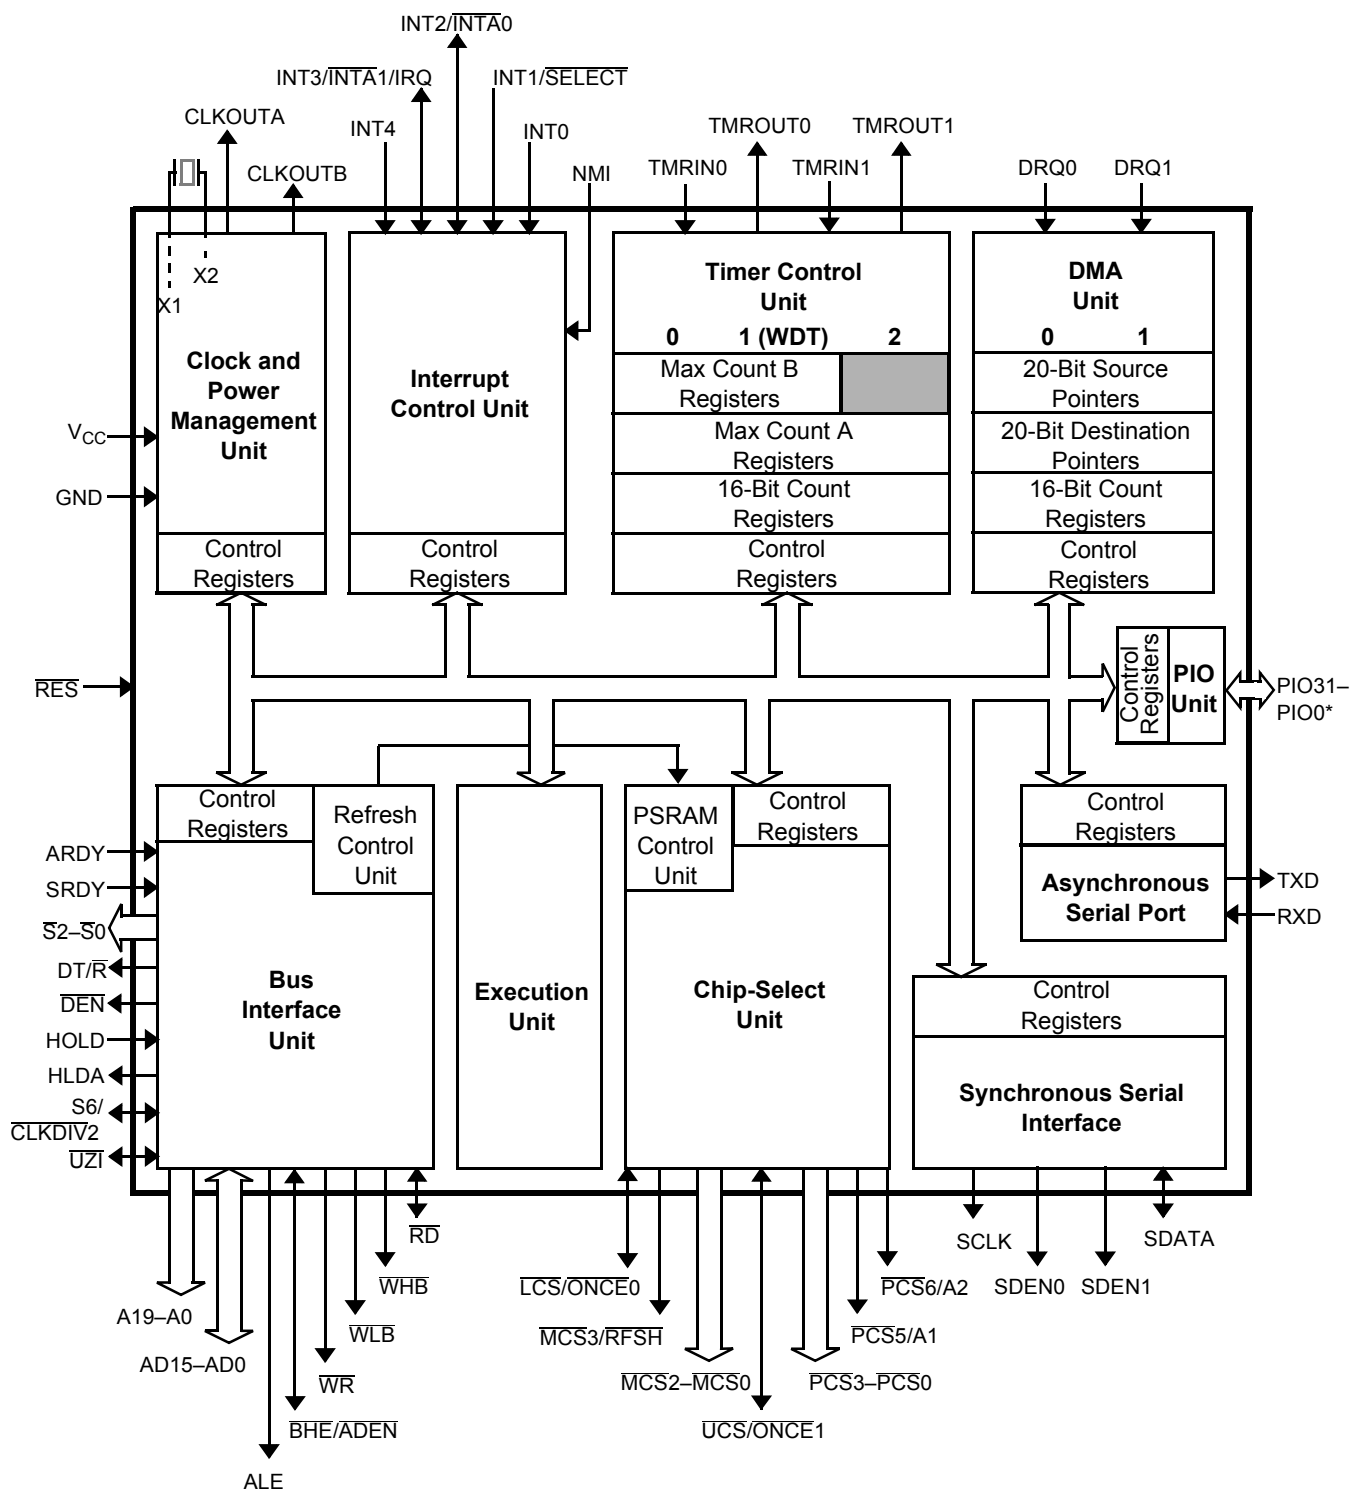 INT2/INTA0
INT3/INTA1/IRQ
INT1/SELECT
CLKOUTA
INT4
INT0
TMROUT0
TMROUT1
CLKOUTB
NMI
TMRIN0
TMRIN1
DRQ0
DRQ1
X2
X1
Clock and
Power
Management
Unit
Control
Registers
Interrupt
Control Unit
Control
Registers
Timer Control
Unit
0 1 (WDT) 2
Max Count B
Registers
Max Count A
Registers
16-Bit Count
Registers
Control
Registers
DMA
Unit
0 1
20-Bit Source
Pointers
20-Bit Destination
Pointers
16-Bit Count
Registers
Control
Registers
VCC
GND
RES
Control
Registers
PIO
Unit
PIO31–
PIO0*
Control
Registers
Refresh
Control
Unit
Bus
Interface
Unit
Execution
Unit
PSRAM
Control
Unit
Control
Registers
Chip-Select
Unit
Control
Registers
Asynchronous
Serial Port
TXD
RXD
Control
Registers
Synchronous Serial
Interface
ARDY
SRDY
S2–S0
DT/R
DEN
HOLD
HLDA
S6/
CLKDIV2
UZI
RD
WHB
A19–A0
WLB
AD15–AD0
WR
BHE/ADEN
ALE
LCS/ONCE0
PCS6/A2
MCS3/RFSH
PCS5/A1
MCS2–MCS0
PCS3–PCS0
UCS/ONCE1
SCLK
SDATA
SDEN0
SDEN1